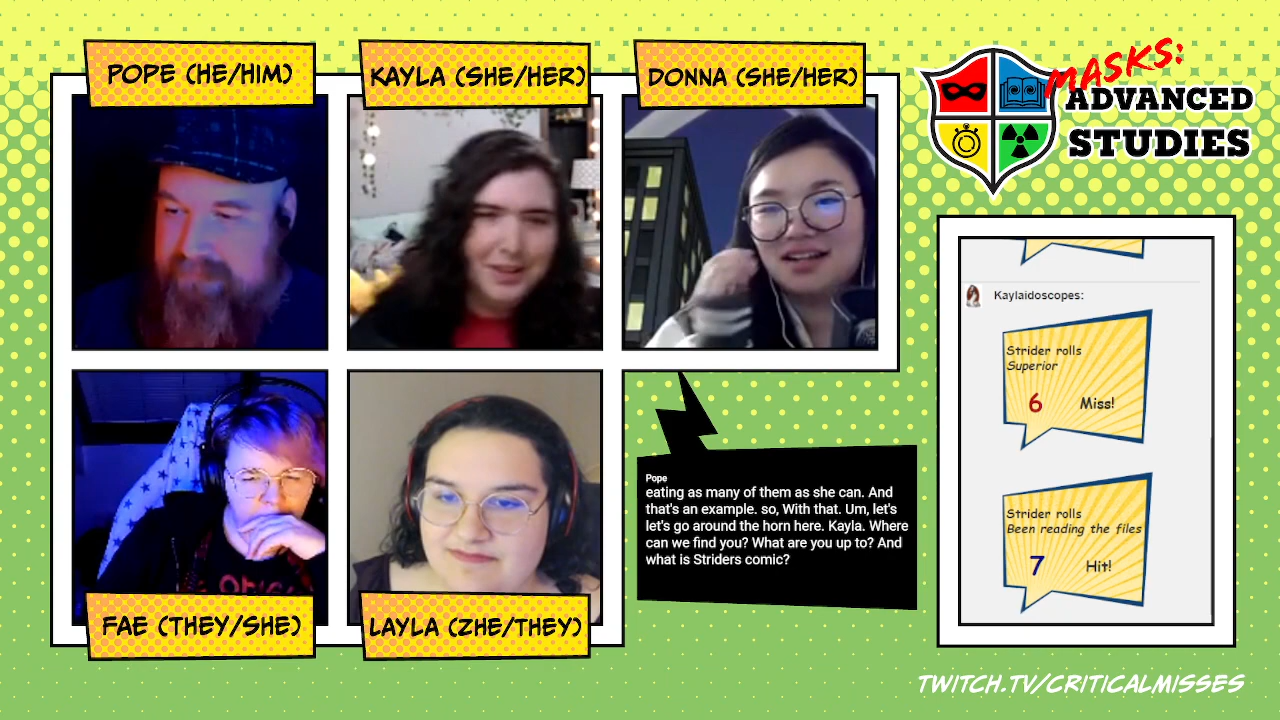 POPE (HE/HIM)
KAYLA (SHE/HER)
DONNA (SHE/HER)
MASKS:
ADVANCED
STUDIES
Kaylaidoscopes:
Strider rolls
Superior
6 Miss!
Strider rolls
Been reading the files
7 Hit!
Pope
eating as many of them as she can. And
that's an example. so, With that. Um, let's
let's go around the horn here. Kayla. Where
can we find you? What are you up to? And
what is Striders comic?
FAE (THEY/SHE)
LAYLA (ZHE/THEY)
TWITCH.TV/CRITICALMISSES